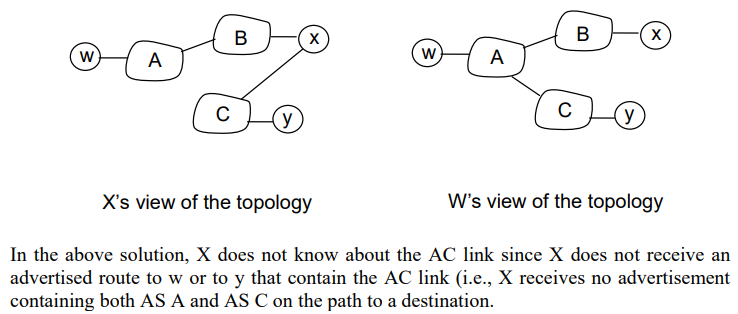 B
X
W
A
C
y
B
X
W
A
C
y
X's view of the topology
W's view of the topology
In the above solution, X does not know about the AC link since X does not receive an
advertised route to w or to y that contain the AC link (i.e., X receives no advertisement
containing both AS A and AS C on the path to a destination.